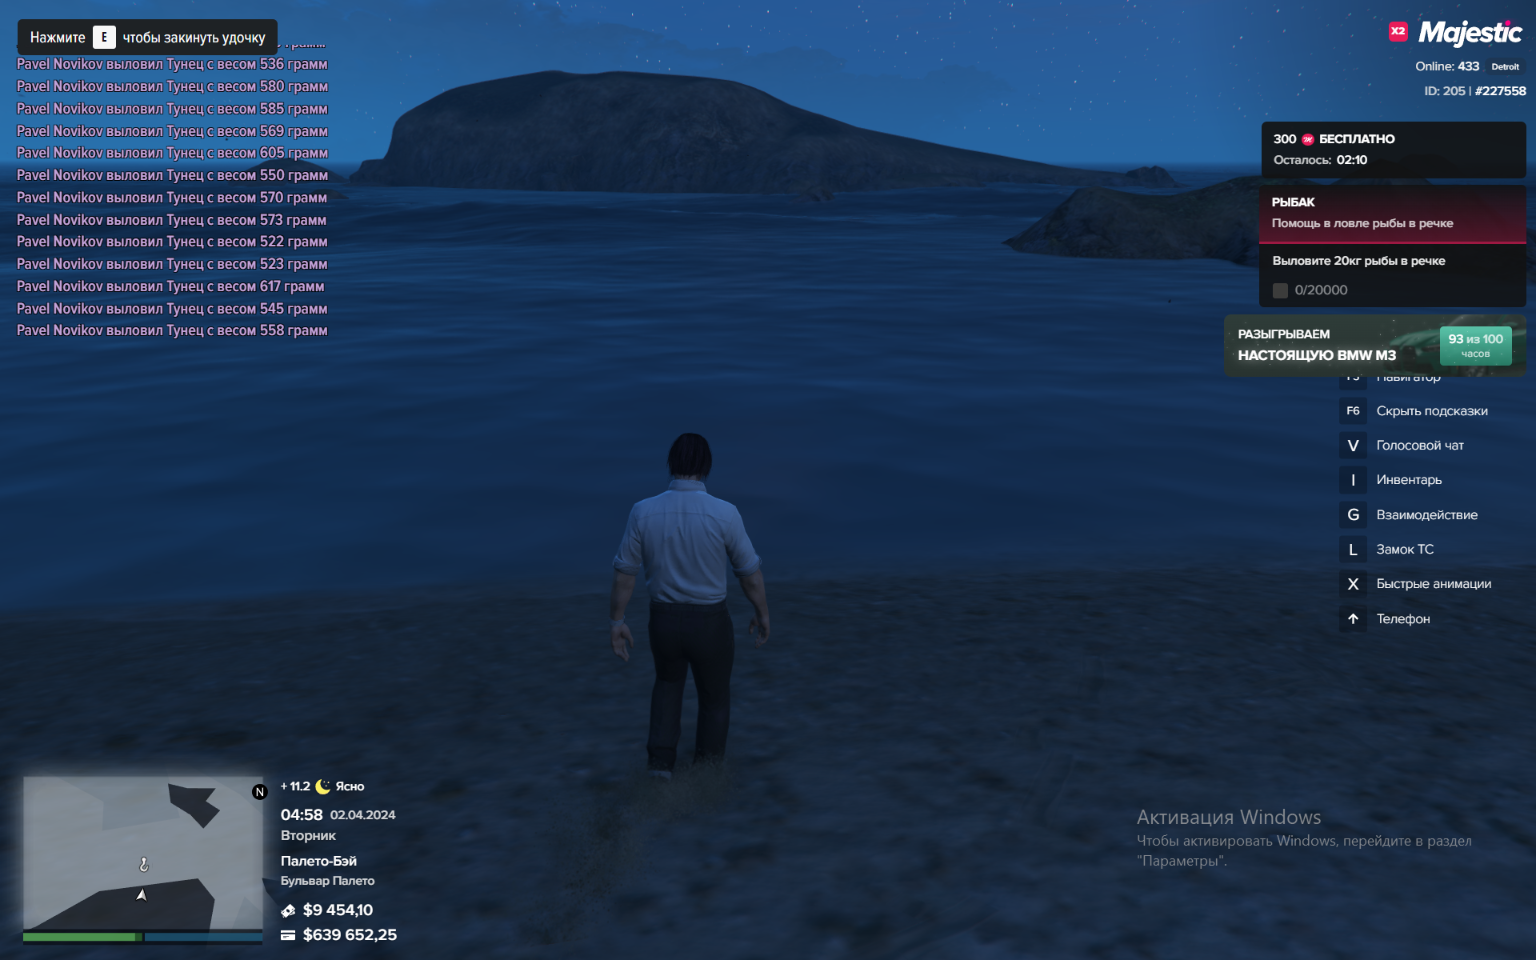 Нажмите E чтобы закинуть удочку
грамм
Pavel Novikov выловил Тунец с весом 536 грамм
Pavel Novikov выловил Тунец с весом 580 грамм
Pavel Novikov выловил Тунец с весом 585 грамм
Pavel Novikov выловил Тунец с весом 569 грамм
Pavel Novikov выловил Тунец с весом 605 грамм
Pavel Novikov выловил Тунец с весом 550 грамм
Pavel Novikov выловил Тунец с весом 570 грамм
Pavel Novikov выловил Тунец с весом 573 грамм
Pavel Novikov выловил Тунец с весом 522 грамм
Pavel Novikov выловил Тунец с весом 523 грамм
Pavel Novikov выловил Тунец с весом 617 грамм
Pavel Novikov выловил Тунец с весом 545 грамм
Pavel Novikov выловил Тунец с весом 558 грамм
X2 Majestic
Online: 433 Detroit
ID: 205 | #227558
300 БЕСПЛАТНО
Осталось: 02:10
РЫБАК
Помощь в ловле рыбы в речке
Выловите 20кг рыбы в речке
0/20000
РАЗЫГРЫВАЕМ
НАСТОЯЩУЮ BMW M3
93 из 100
часов
Навигатор
F6 Скрыть подсказки
V Голосовой чат
I Инвентарь
G Взаимодействие
L Замок ТС
X Быстрые анимации
↑ Телефон
N
+ 11.2 Ясно
04:58 02.04.2024
Вторник
Палето-Бэй
Бульвар Палето
$9 454,10
$639 652,25
Активация Windows
Чтобы активировать Windows, перейдите в раздел
"Параметры".